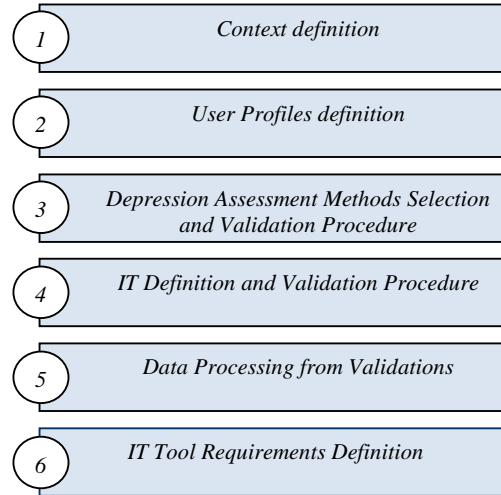 1
Context definition
2
User Profiles definition
3
Depression Assessment Methods Selection
and Validation Procedure
4
IT Definition and Validation Procedure
5
Data Processing from Validations
6
IT Tool Requirements Definition